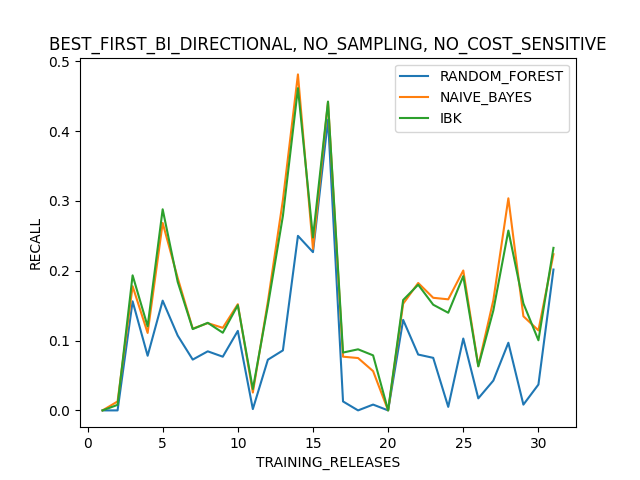 BEST_FIRST_BI_DIRECTIONAL, NO_SAMPLING, NO_COST_SENSITIVE
RANDOM_FOREST
NAIVE_BAYES
IBK
RECALL
0.5
0.4
0.3
0.2
0.1
0.0
0 5 10 15 20 25 30
TRAINING_RELEASES